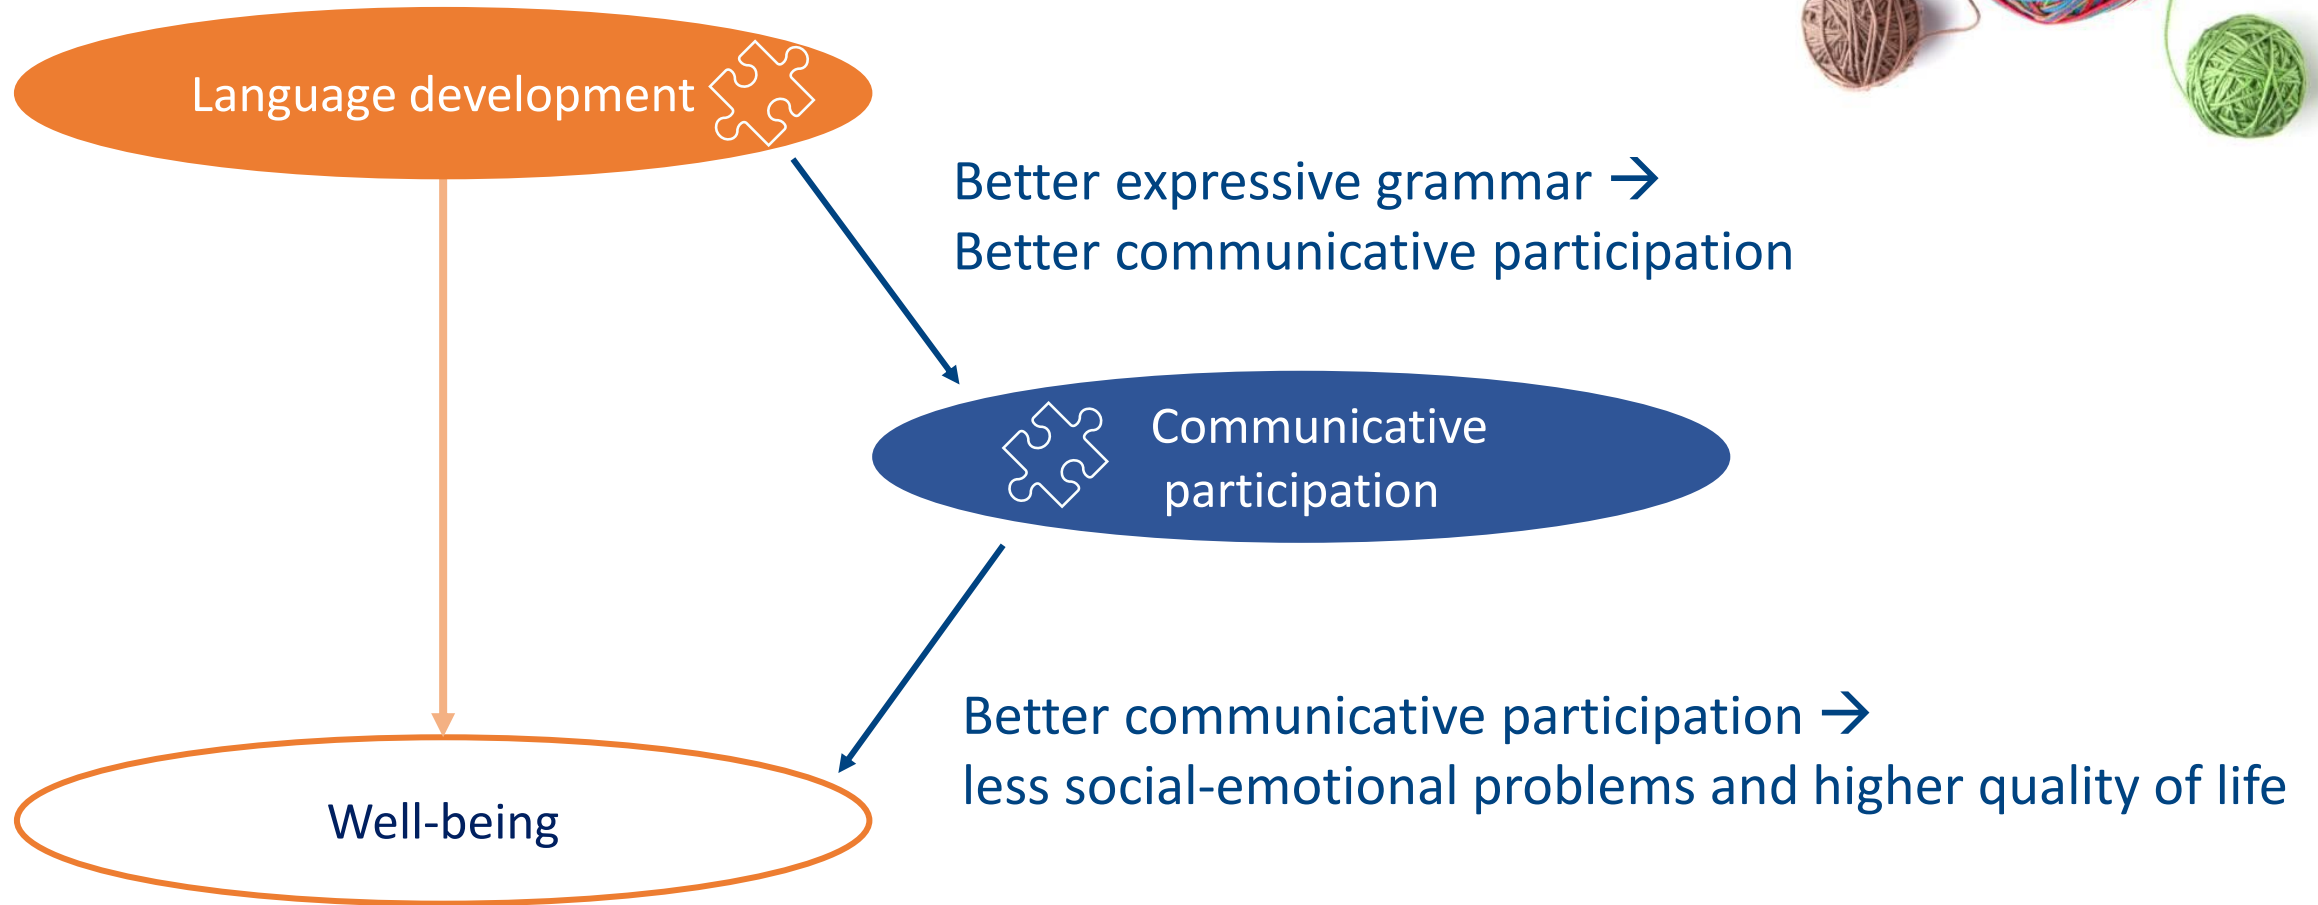 Language development
Better expressive grammar →
Better communicative participation
Communicative
participation
Better communicative participation →
less social-emotional problems and higher quality of life
Well-being